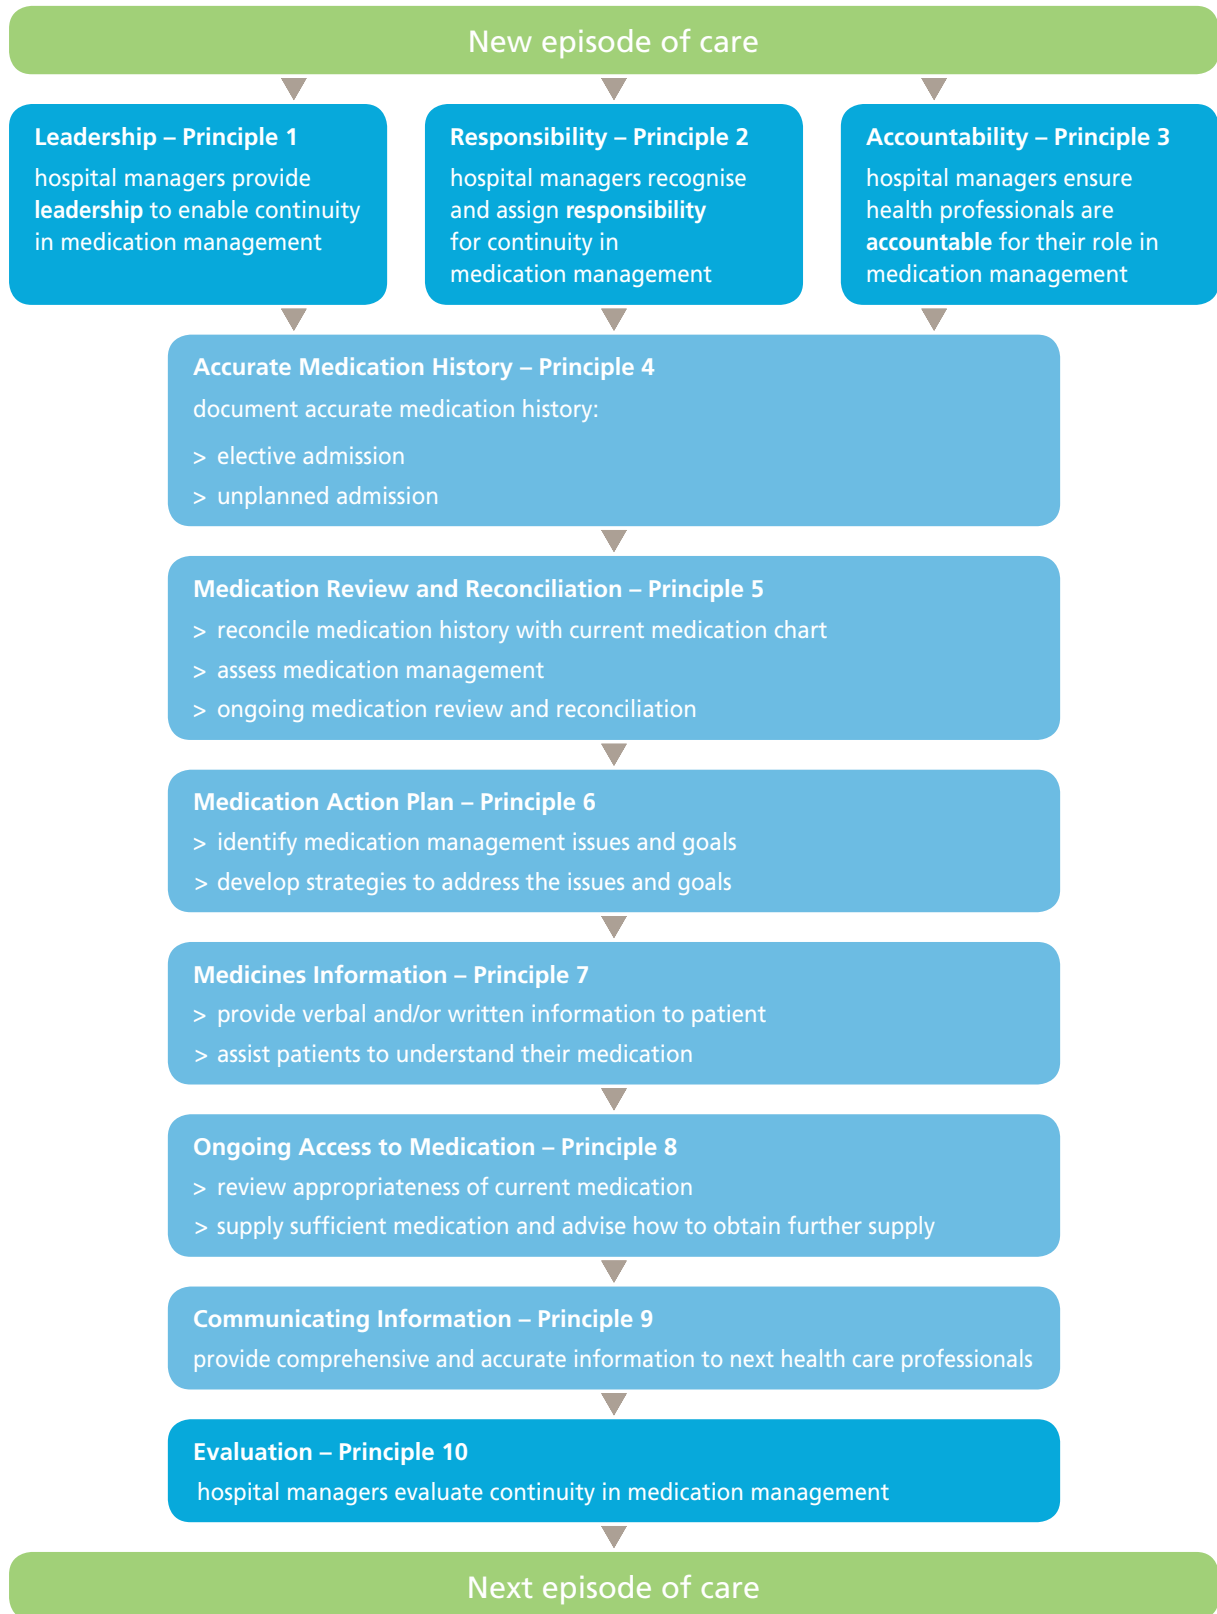 New episode of care
Leadership – Principle 1
hospital managers provide
leadership to enable continuity
in medication management
Responsibility – Principle 2
hospital managers recognise
and assign responsibility
for continuity in
medication management
Accountability – Principle 3
hospital managers ensure
health professionals are
accountable for their role in
medication management
Accurate Medication History – Principle 4
document accurate medication history:
> elective admission
> unplanned admission
Medication Review and Reconciliation – Principle 5
> reconcile medication history with current medication chart
> assess medication management
> ongoing medication review and reconciliation
Medication Action Plan – Principle 6
> identify medication management issues and goals
> develop strategies to address the issues and goals
Medicines Information – Principle 7
> provide verbal and/or written information to patient
> assist patients to understand their medication
Ongoing Access to Medication – Principle 8
> review appropriateness of current medication
> supply sufficient medication and advise how to obtain further supply
Communicating Information – Principle 9
provide comprehensive and accurate information to next health care professionals
Evaluation – Principle 10
hospital managers evaluate continuity in medication management
Next episode of care